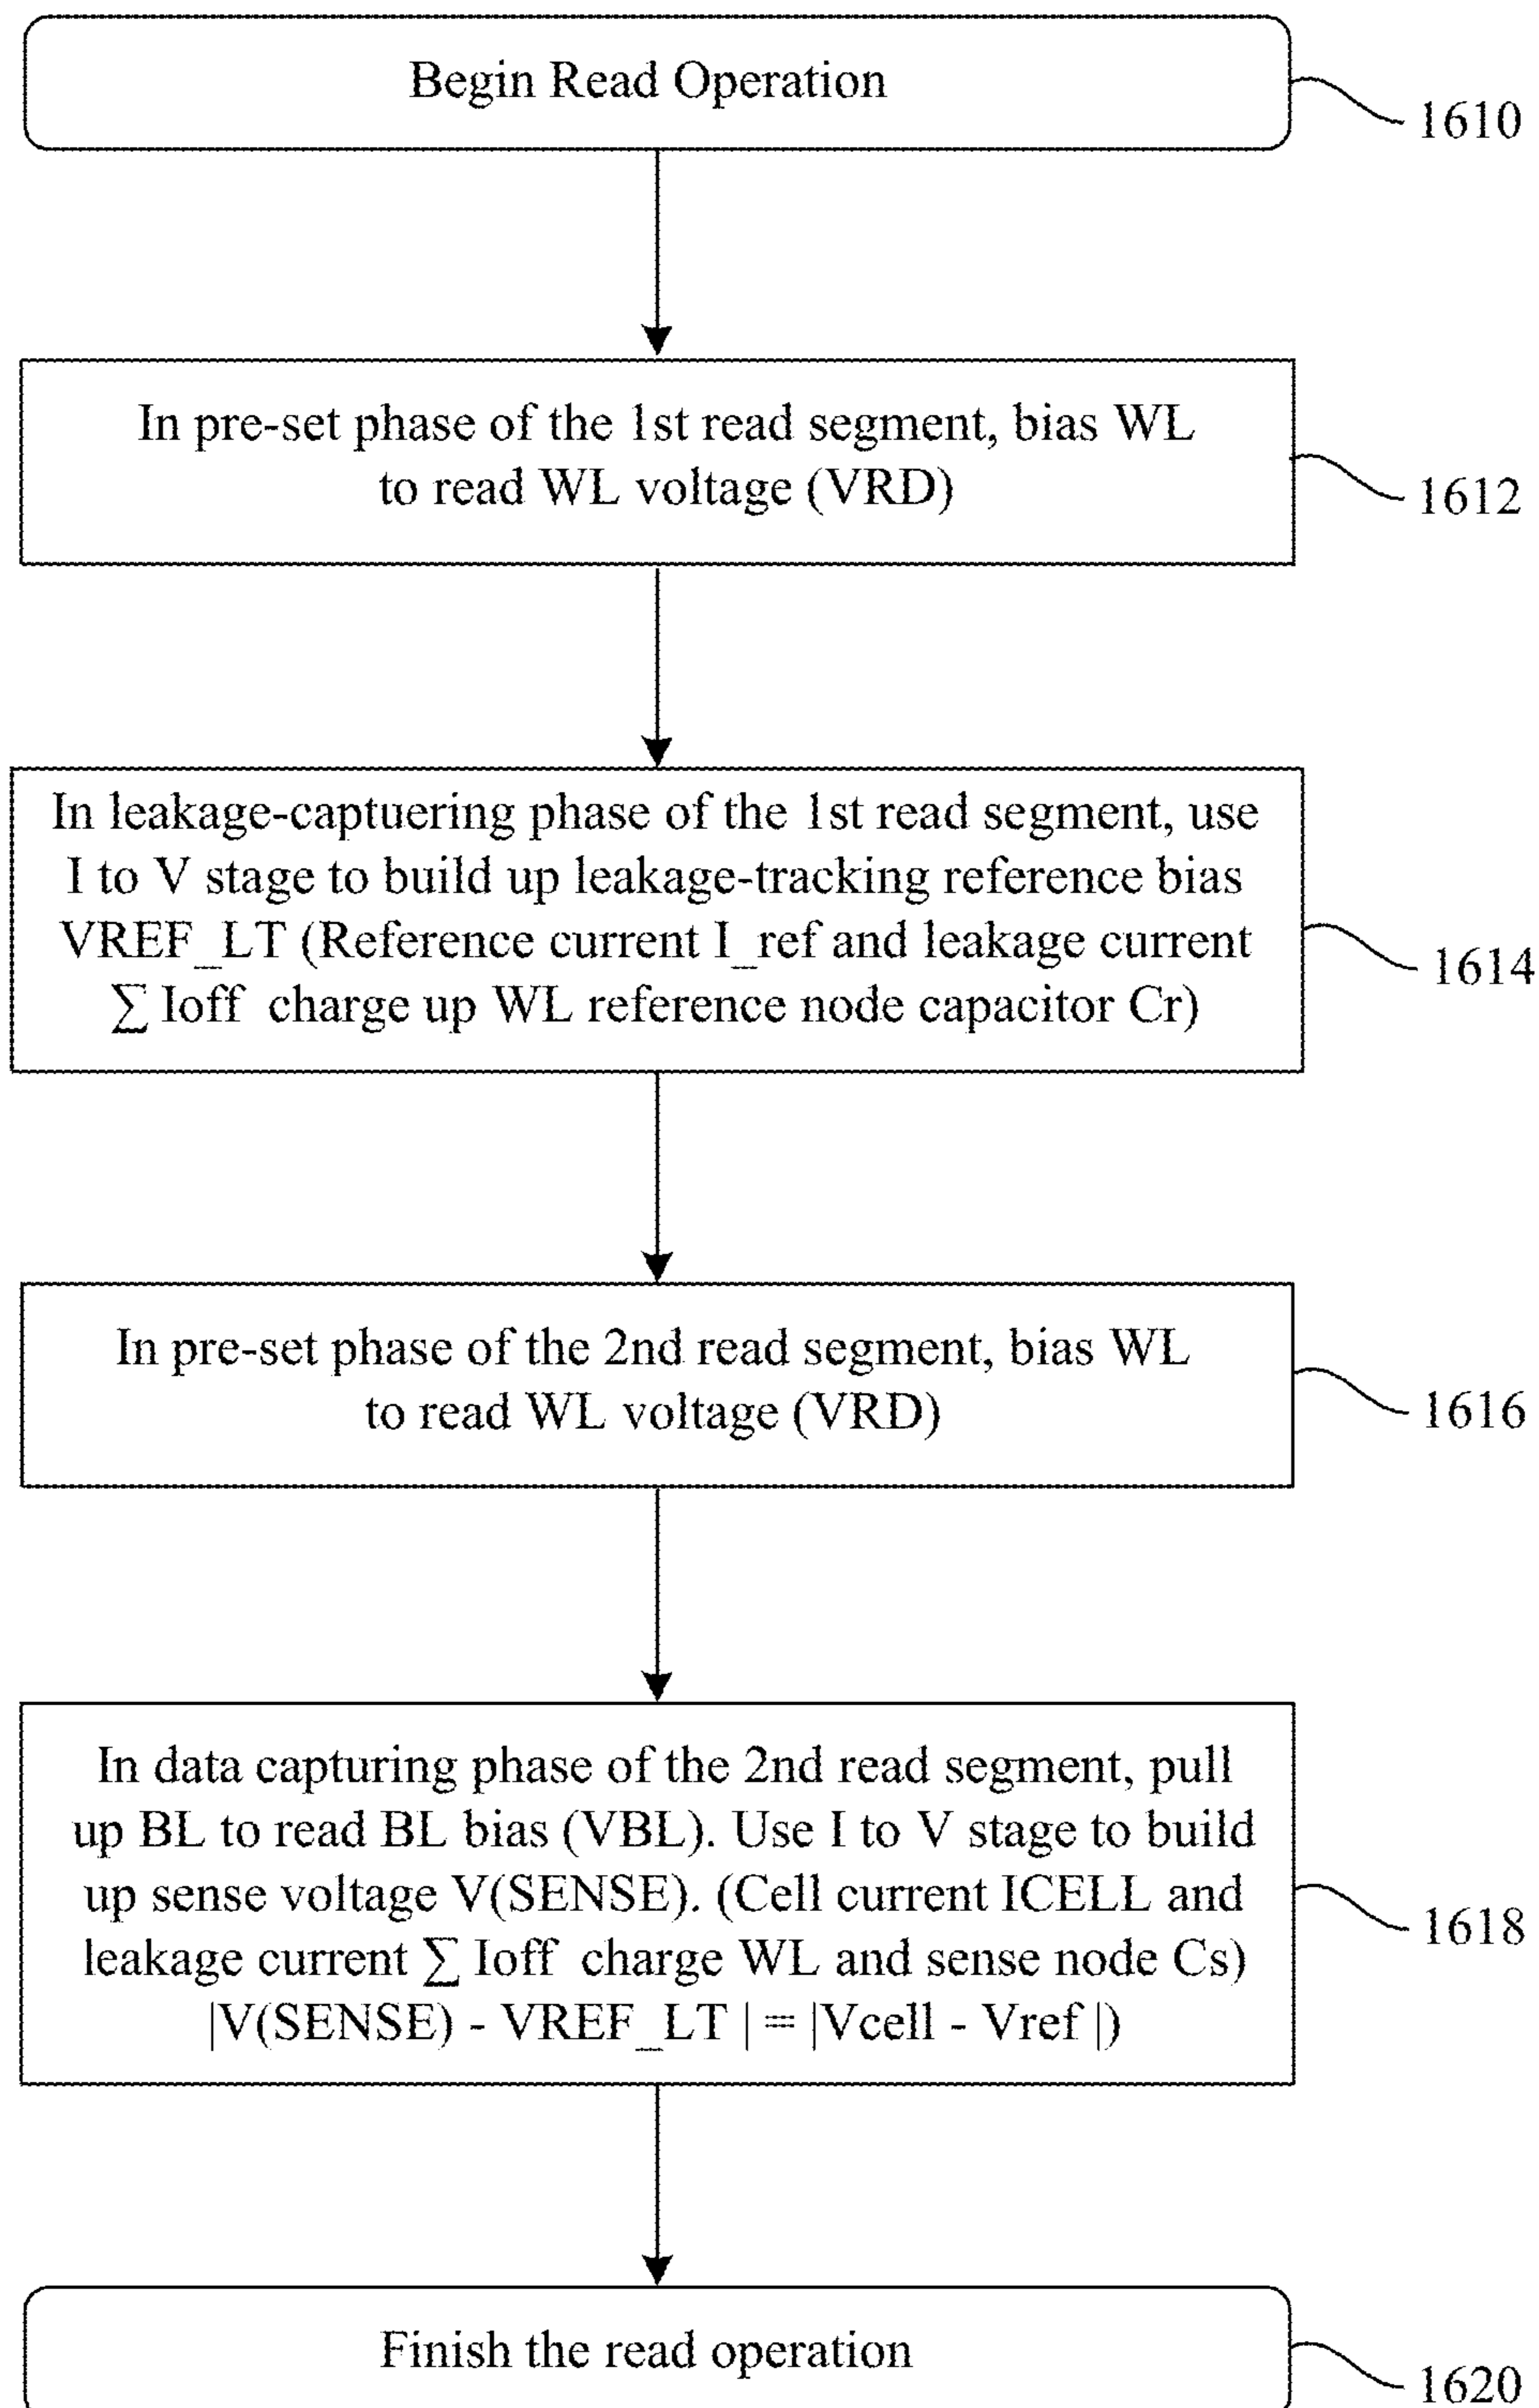 Begin Read Operation
1610
In pre-set phase of the 1st read segment, bias WL
to read WL voltage (VRD)
1612
In leakage-captuering phase of the 1st read segment, use
I to V stage to build up leakage-tracking reference bias
VREF_LT (Reference current I_ref and leakage current
∑ Ioff charge up WL reference node capacitor Cr)
1614
In pre-set phase of the 2nd read segment, bias WL
to read WL voltage (VRD)
1616
In data capturing phase of the 2nd read segment, pull
up BL to read BL bias (VBL). Use I to V stage to build
up sense voltage V(SENSE). (Cell current ICELL and
leakage current ∑ Ioff charge WL and sense node Cs)
|V(SENSE) - VREF_LT | = |Vcell - Vref |)
1618
Finish the read operation
1620